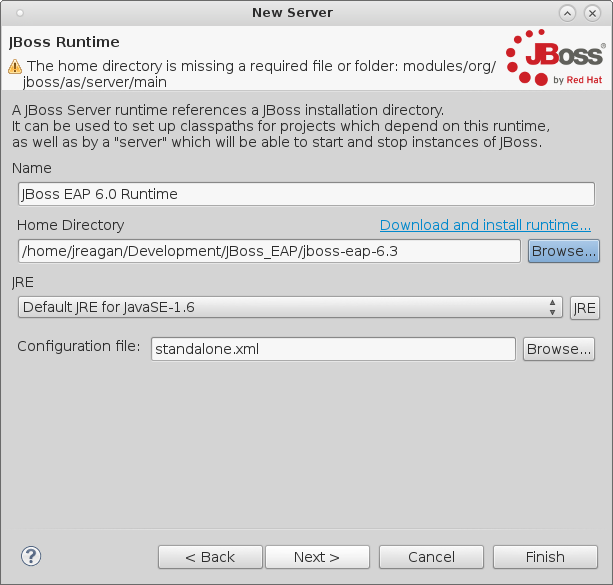 New Server
JBoss Runtime
The home directory is missing a required file or folder: modules/org/
jboss/as/server/main
JBoss®
by Red Hat
A JBoss Server runtime references a JBoss installation directory.
It can be used to set up classpaths for projects which depend on this runtime,
as well as by a "server" which will be able to start and stop instances of JBoss.
Name
JBoss EAP 6.0 Runtime
Home Directory Download and install runtime...
/home/jreagan/Development/JBoss_EAP/jboss-eap-6.3 Browse...
JRE
Default JRE for JavaSE-1.6 JRE
Configuration file: standalone.xml Browse...
? < Back Next > Cancel Finish